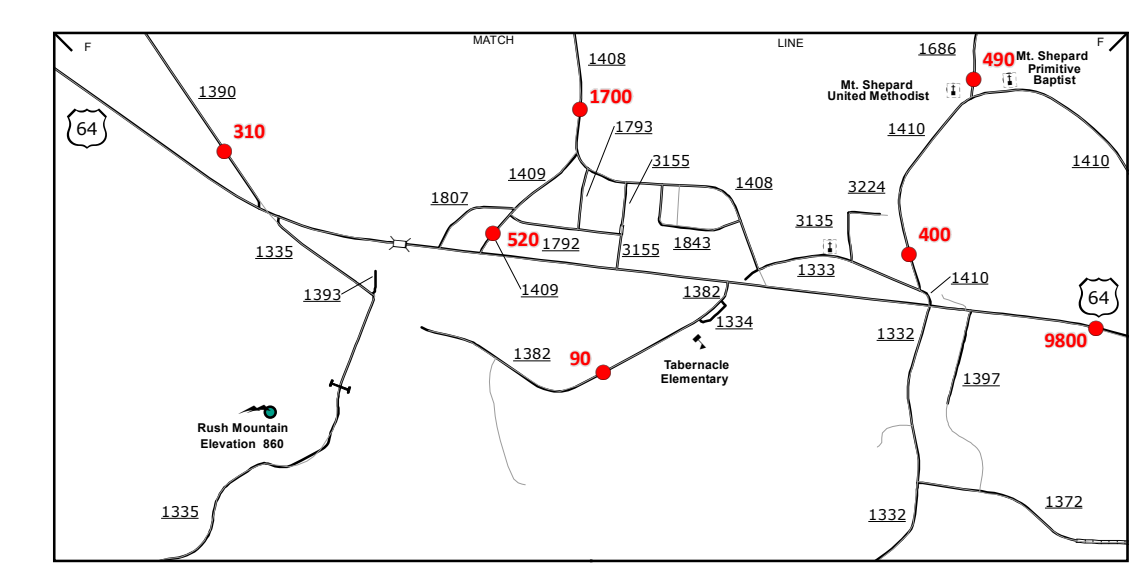 MATCH
LINE
F
F
1408
1686
490
Mt. Shepard
Primitive
Baptist
1390
64
310
1700
Mt. Shepard
United Methodist
1793
1410
3155
1410
1409
1408
3224
1807
3135
520
1792
3155
1843
400
1335
1393
1409
1382
1333
1410
64
1334
1332
9800
1382
90
Tabernacle
Elementary
1397
Rush Mountain
Elevation 860
1335
1332
1372